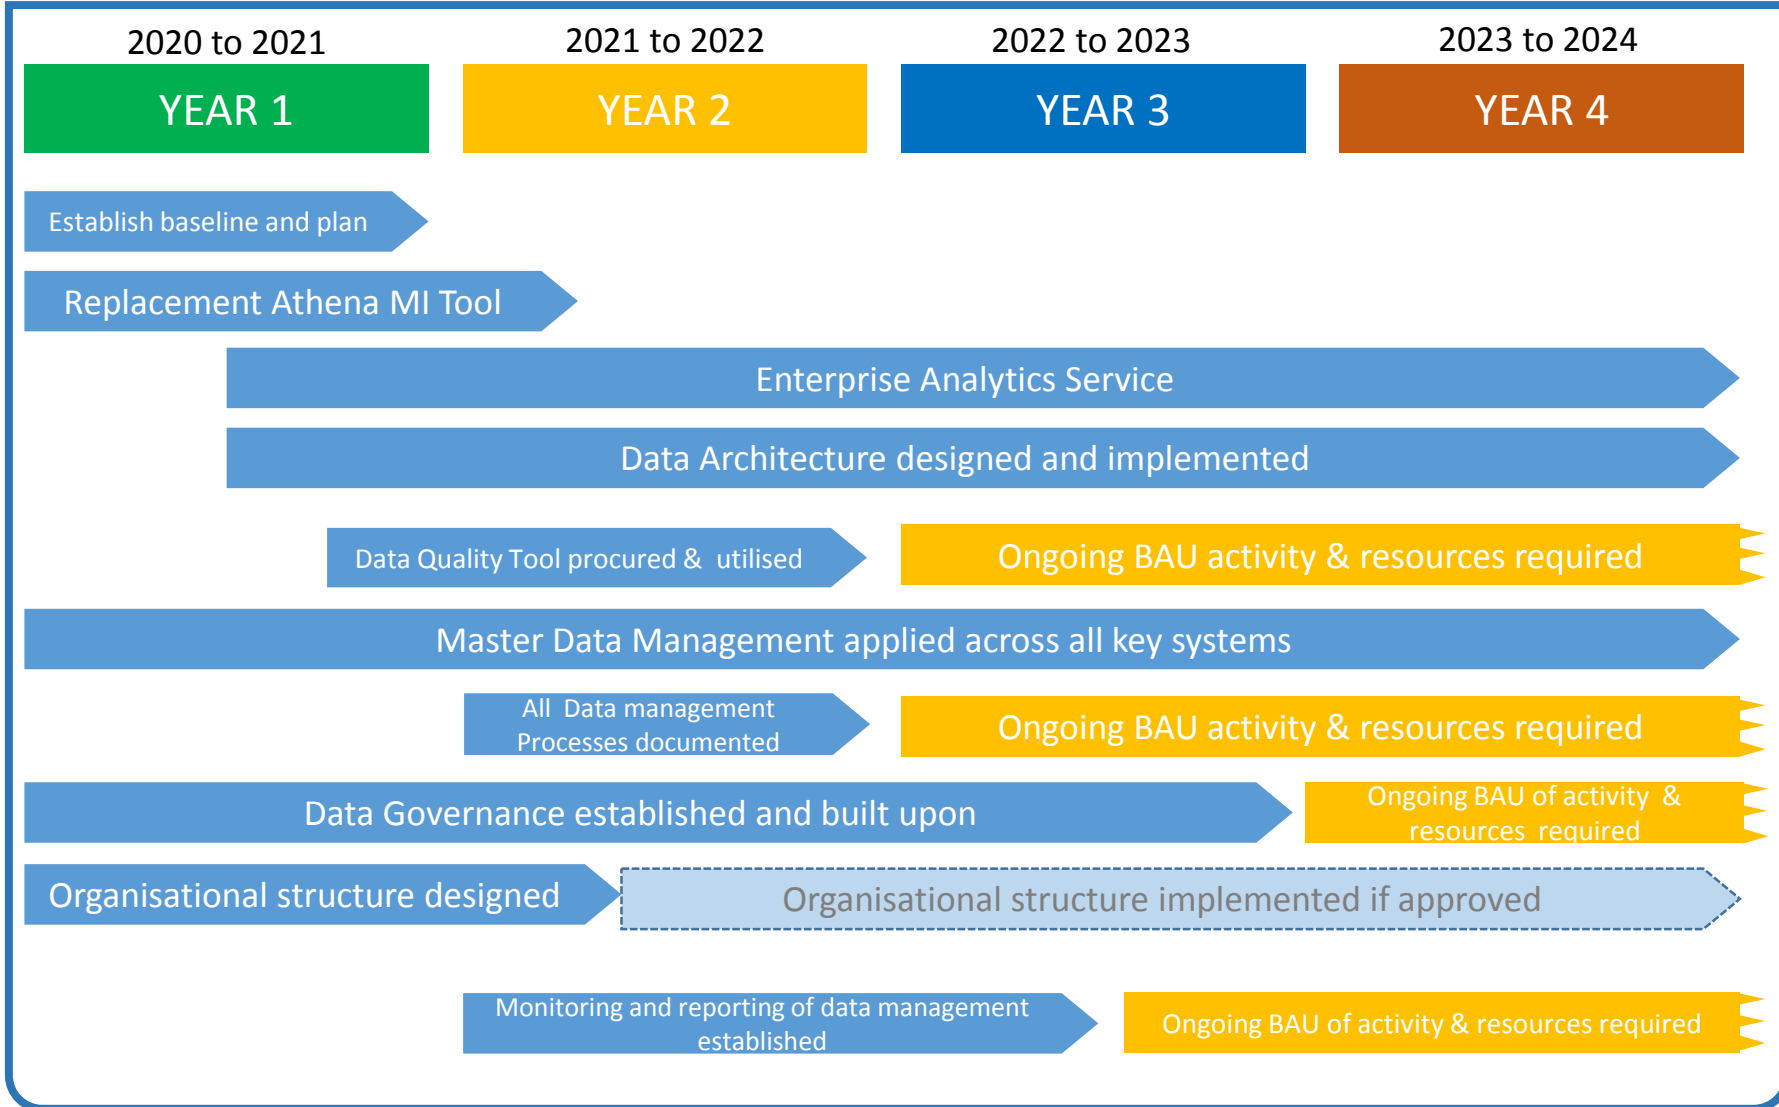 2020 to 2021
2021 to 2022
2022 to 2023
2023 to 2024
YEAR 1
YEAR 2
YEAR 3
YEAR 4
Establish baseline and plan
Replacement Athena MI Tool
Enterprise Analytics Service
Data Architecture designed and implemented
Data Quality Tool procured & utilised
Ongoing BAU activity & resources required
Master Data Management applied across all key systems
All Data management
Processes documented
Ongoing BAU activity & resources required
Data Governance established and built upon
Ongoing BAU of activity &
resources required
Organisational structure designed
Organisational structure implemented if approved
Monitoring and reporting of data management
established
Ongoing BAU of activity & resources required